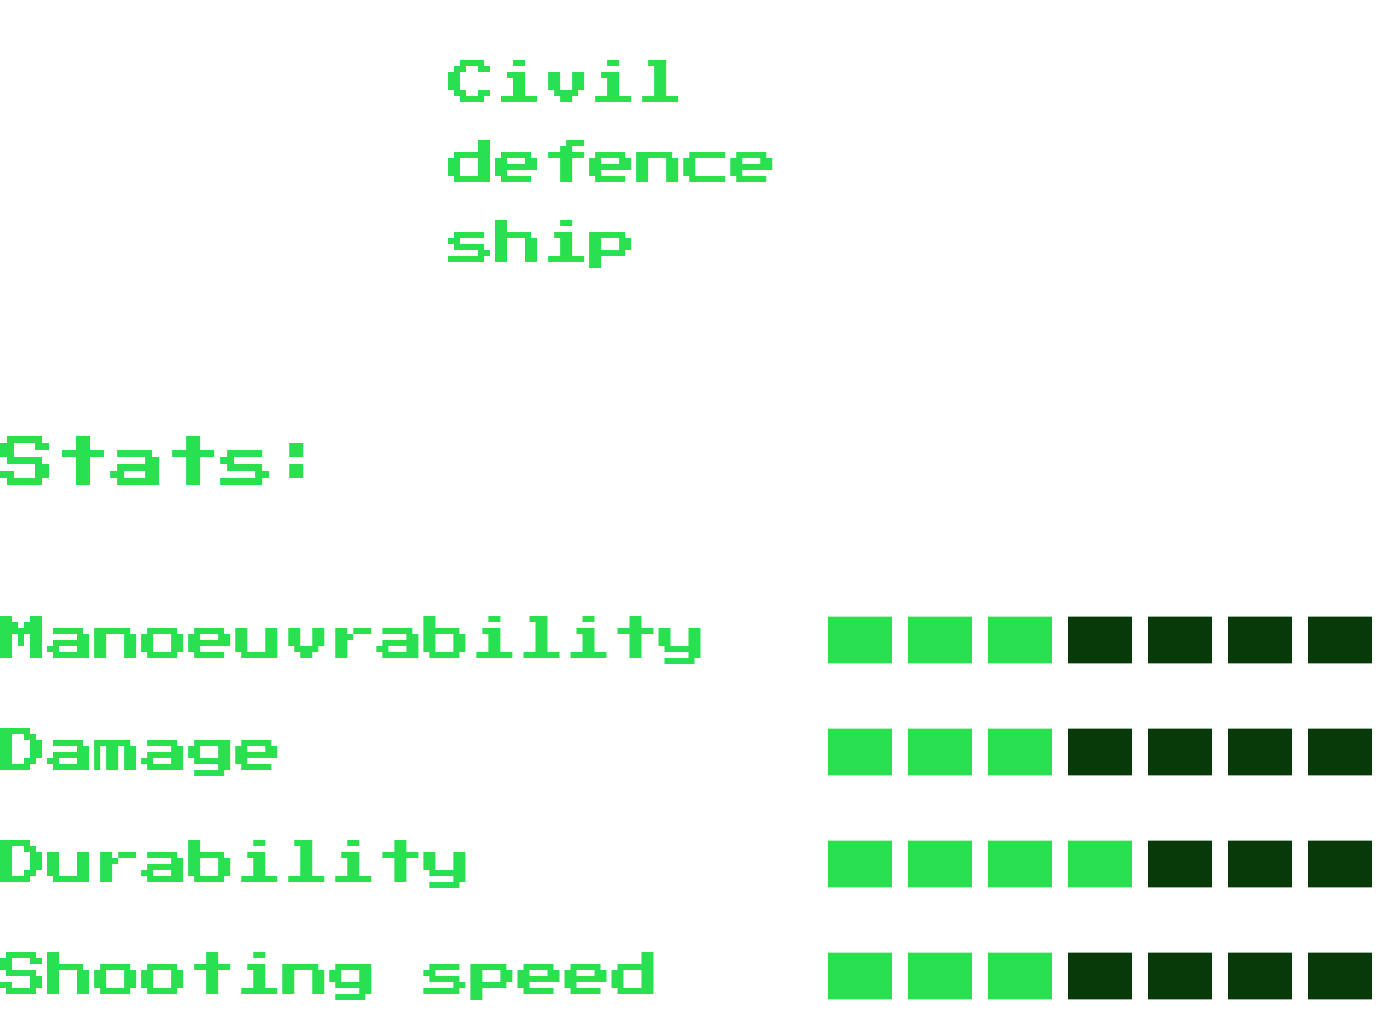 Civil
defence
ship
Stats:
Manoeuvrability
Damage
Durability
Shooting speed